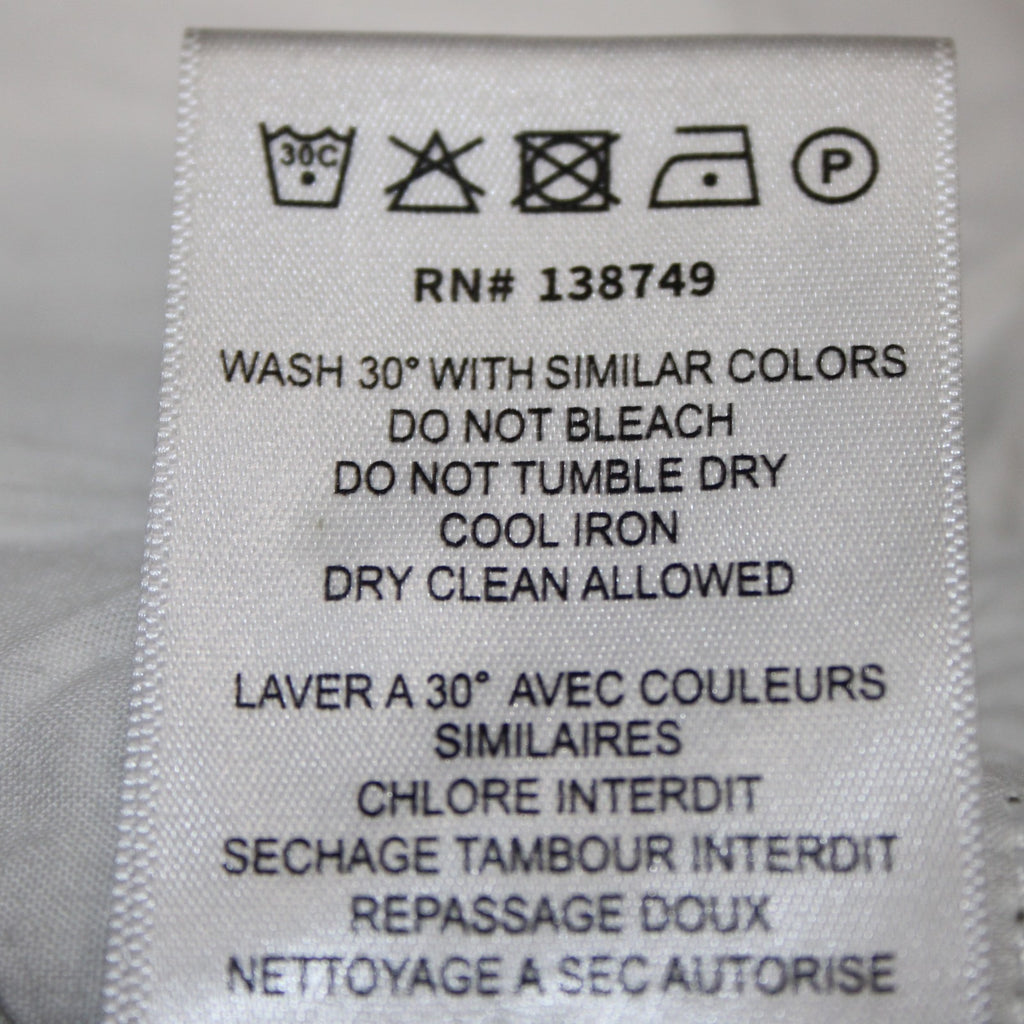 30C
P
RN# 138749
WASH 30° WITH SIMILAR COLORS
DO NOT BLEACH
DO NOT TUMBLE DRY
COOL IRON
DRY CLEAN ALLOWED
LAVER A 30° AVEC COULEURS
SIMILAIRES
CHLORE INTERDIT
SECHAGE TAMBOUR INTERDIT
REPASSAGE DOUX
NETTOYAGE A SEC AUTORISE